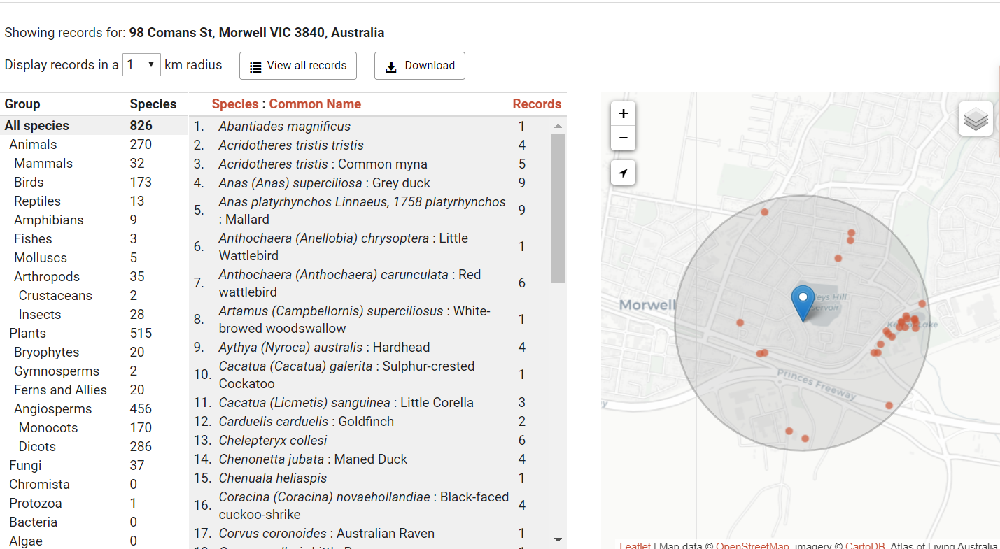 Showing records for: 98 Comans St, Morwell VIC 3840, Australia
Display records in a 1 km radius View all records Download
Group Species
All species 826
Animals 270
Mammals 32
Birds 173
Reptiles 13
Amphibians 9
Fishes 3
Molluscs 5
Arthropods 35
Crustaceans 2
Insects 28
Plants 515
Bryophytes 20
Gymnosperms 2
Ferns and Allies 20
Angiosperms 456
Monocots 170
Dicots 286
Fungi 37
Chromista 0
Protozoa 1
Bacteria 0
Algae 0
Species : Common Name Records
1. Abantiades magnificus 1
2. Acridotheres tristis tristis 4
3. Acridotheres tristis : Common myna 5
4. Anas (Anas) superciliosa : Grey duck 9
5. Anas platyrhynchos Linnaeus, 1758 platyrhynchos 9
: Mallard
6. Anthochaera (Anellobia) chrysoptera : Little 1
Wattlebird
7. Anthochaera (Anthochaera) carunculata : Red 6
wattlebird
8. Artamus (Campbellornis) superciliosus : White- 1
browed woodswallow
9. Aythya (Nyroca) australis : Hardhead 4
10. Cacatua (Cacatua) galerita : Sulphur-crested 1
Cockatoo
11. Cacatua (Licmetis) sanguinea : Little Corella 3
12. Carduelis carduelis : Goldfinch 2
13. Chelepteryx collesi 6
14. Chenonetta jubata : Maned Duck 4
15. Chenuala heliaspis 1
16. Coracina (Coracina) novaehollandiae : Black-faced 4
cuckoo-shrike
17. Corvus coronoides : Australian Raven 1
+
−
Morwell
Lake
Princes Freeway
Leaflet | Map data © OpenStreetMap, imagery © CartoDB, Atlas of Living Australia